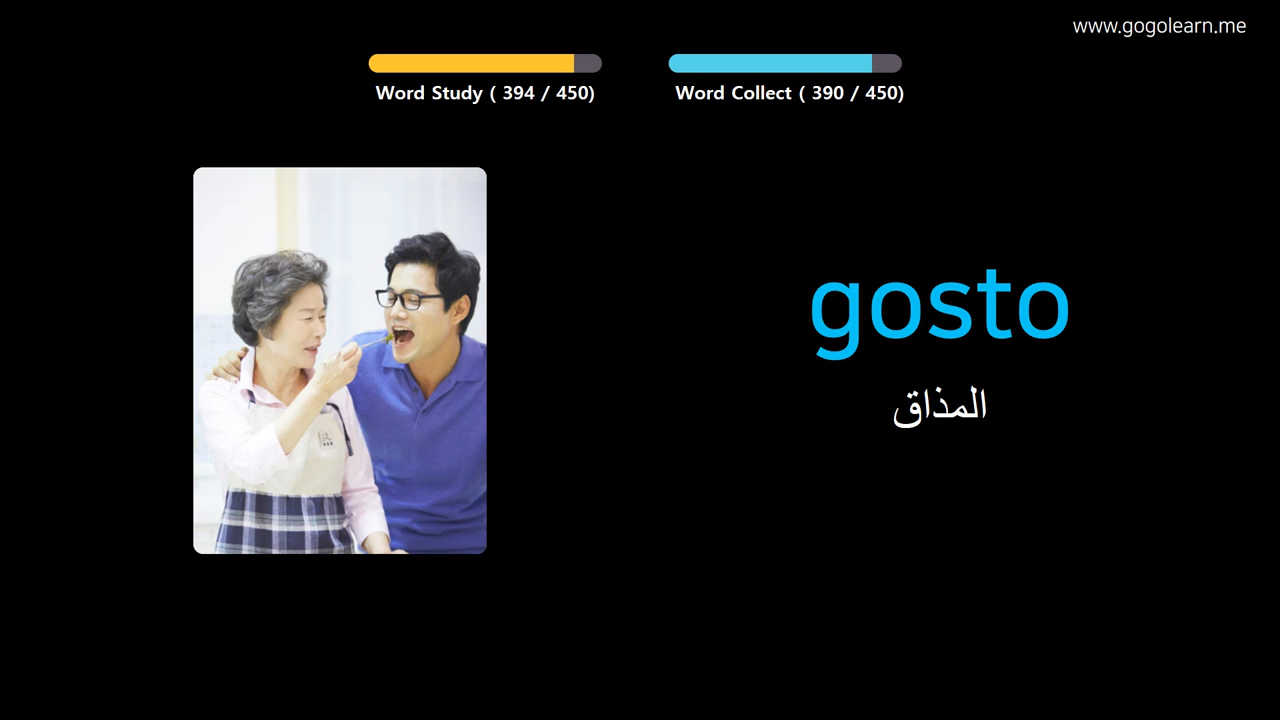 www.gogolearn.me
Word Study ( 394 / 450)
Word Collect ( 390 / 450)
gosto
المذاق